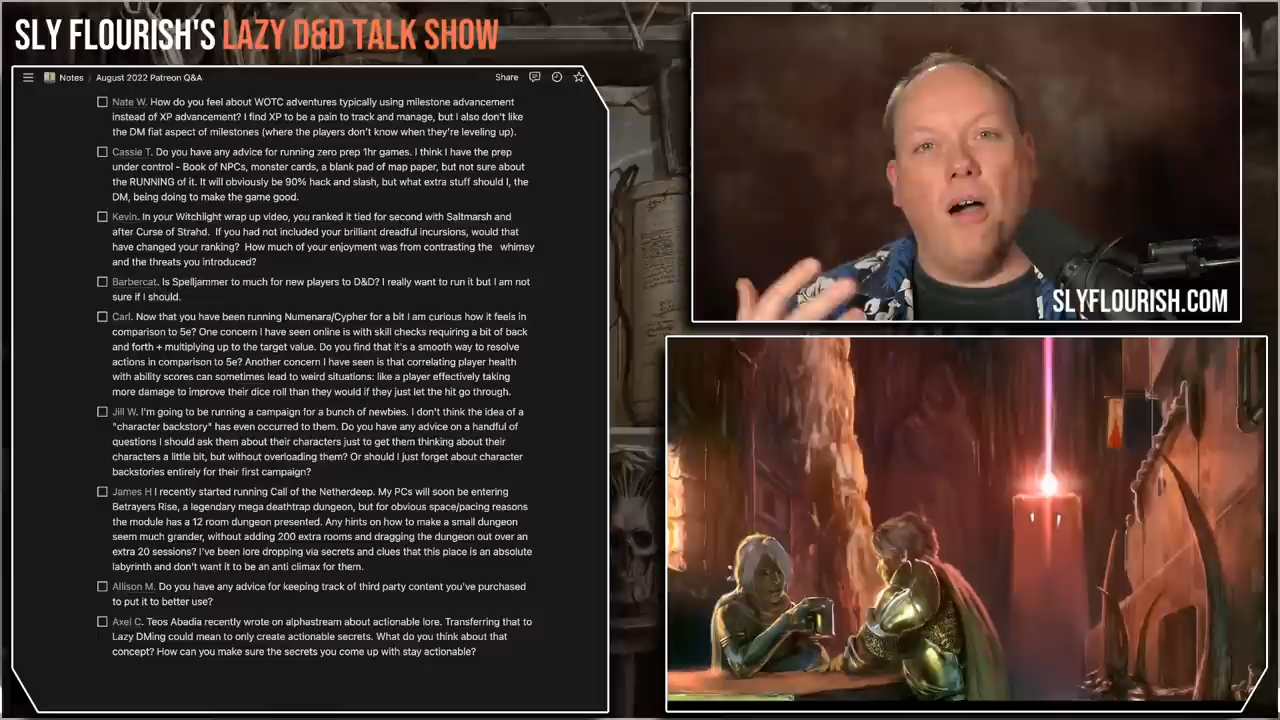 SLY FLOURISH'S LAZY D&D TALK SHOW
Notes / August 2022 Patreon Q&A
Share
Nate W. How do you feel about WOTC adventures typically using milestone advancement
instead of XP advancement? I find XP to be a pain to track and manage, but I also don't like
the DM fiat aspect of milestones (where the players don't know when they're leveling up).
Cassie T. Do you have any advice for running zero prep 1hr games. I think I have the prep
under control - Book of NPCs, monster cards, a blank pad of map paper, but not sure about
the RUNNING of it. It will obviously be 90% hack and slash, but what extra stuff should I, the
DM, being doing to make the game good.
Kevin. In your Witchlight wrap up video, you ranked it tied for second with Saltmarsh and
after Curse of Strahd. If you had not included your brilliant dreadful incursions, would that
have changed your ranking? How much of your enjoyment was from contrasting the whimsy
and the threats you introduced?
Barbercat. Is Spelljammer to much for new players to D&D? I really want to run it but I am not
sure if I should.
Carl. Now that you have been running Numenara/Cypher for a bit I am curious how it feels in
comparison to 5e? One concern I have seen online is with skill checks requiring a bit of back
and forth + multiplying up to the target value. Do you find that it's a smooth way to resolve
actions in comparison to 5e? Another concern I have seen is that correlating player health
with ability scores can sometimes lead to weird situations: like a player effectively taking
more damage to improve their dice roll than they would if they just let the hit go through.
Jill W. I'm going to be running a campaign for a bunch of newbies. I don't think the idea of a
"character backstory" has even occurred to them. Do you have any advice on a handful of
questions I should ask them about their characters just to get them thinking about their
characters a little bit, but without overloading them? Or should I just forget about character
backstories entirely for their first campaign?
James H I recently started running Call of the Netherdeep. My PCs will soon be entering
Betrayers Rise, a legendary mega deathtrap dungeon, but for obvious space/pacing reasons
the module has a 12 room dungeon presented. Any hints on how to make a small dungeon
seem much grander, without adding 200 extra rooms and dragging the dungeon out over an
extra 20 sessions? I've been lore dropping via secrets and clues that this place is an absolute
labyrinth and don't want it to be an anti climax for them.
Allison M. Do you have any advice for keeping track of third party content you've purchased
to put it to better use?
Axel C. Teos Abadia recently wrote on alphastream about actionable lore. Transferring that to
Lazy DMing could mean to only create actionable secrets. What do you think about that
concept? How can you make sure the secrets you come up with stay actionable?
SLYFLOURISH.COM